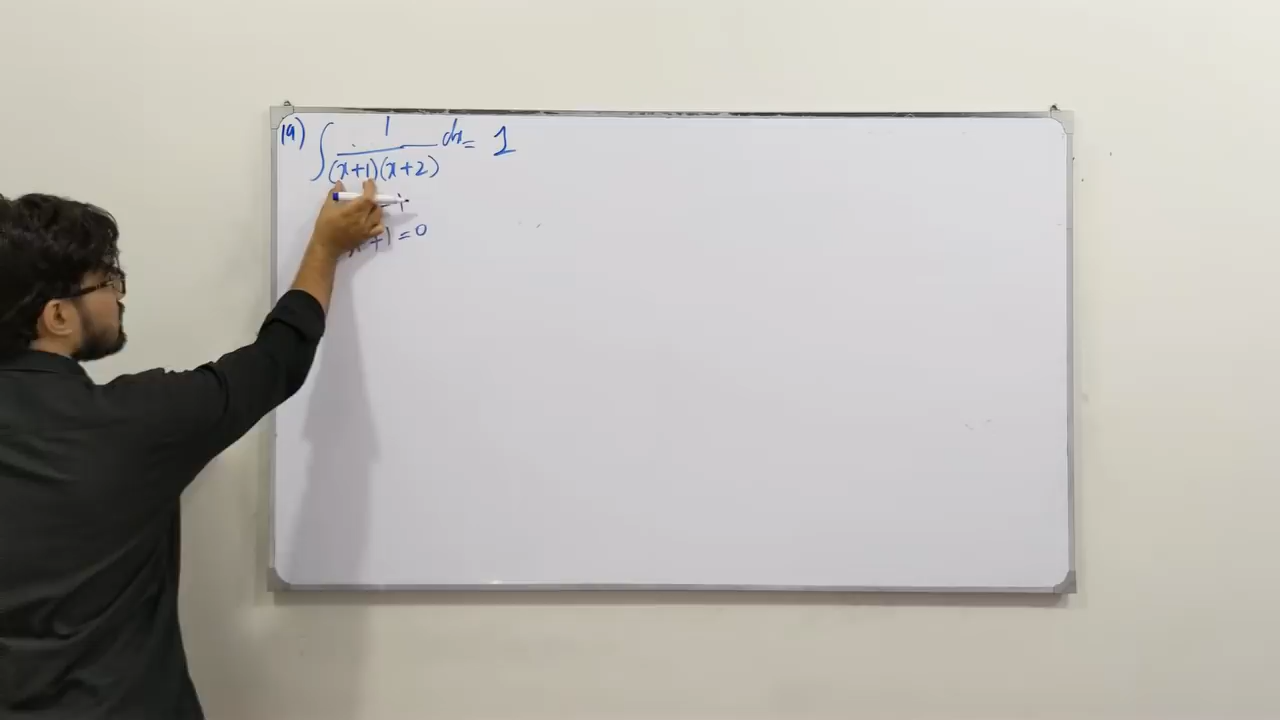 19) ∫ 1/((x+1)(x+2)) dx = 1
x+1=0